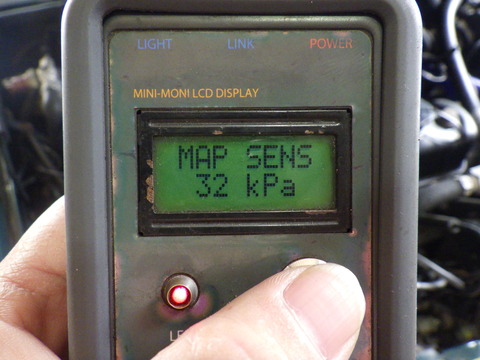 LIGHT LINK POWER
MINI-MONI LCD DISPLAY
MAP SENS
32 kPa